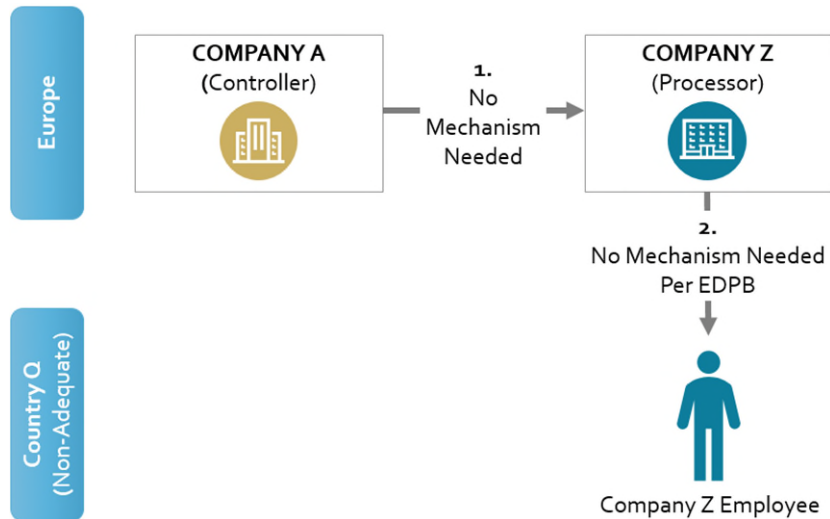 Europe
COMPANY A
(Controller)
1.
No
Mechanism
Needed
COMPANY Z
(Processor)
2.
No Mechanism Needed
Per EDPB
Country Q
(Non-Adequate)
Company Z Employee